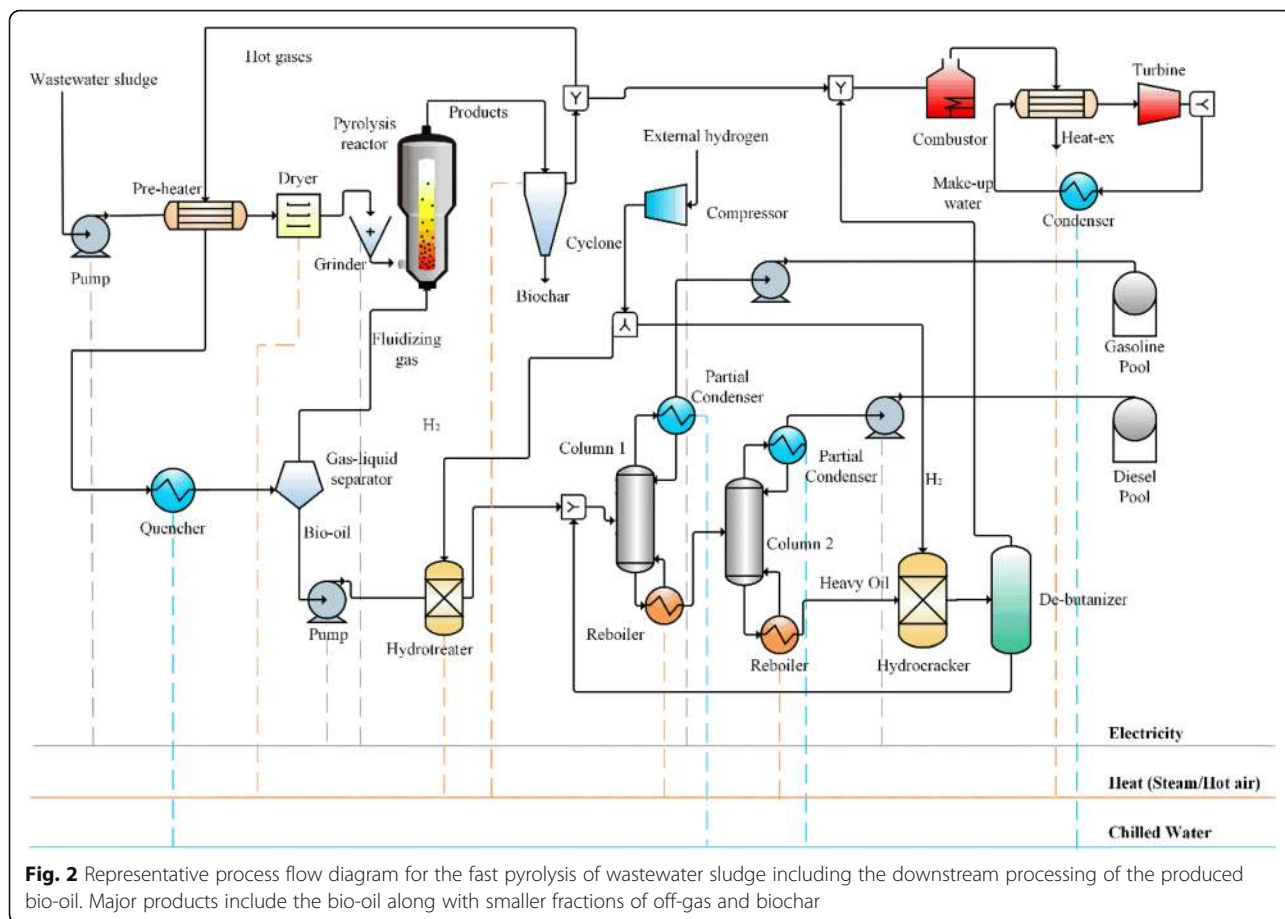 Hot gases
Wastewater sludge
Products
Pyrolysis
reactor
Turbine
External hydrogen
Combustor
Heat-ex
Pre-heater
Dryer
Make-up
water
Compressor
Condenser
Cyclone
Pump
Grinder
Biochar
Fluidizing
gas
Gasoline
Pool
Partial
Condenser
H₂
Column 1
Gas-liquid
separator
Partial
Condenser
Diesel
Pool
H₂
Quencher
Bio-oil
Column 2
Heavy Oil
De-butanizer
Pump
Hydrotreater
Reboiler
Reboiler
Hydrocracker
Electricity
Heat (Steam/Hot air)
Chilled Water
Fig. 2 Representative process flow diagram for the fast pyrolysis of wastewater sludge including the downstream processing of the produced
bio-oil. Major products include the bio-oil along with smaller fractions of off-gas and biochar